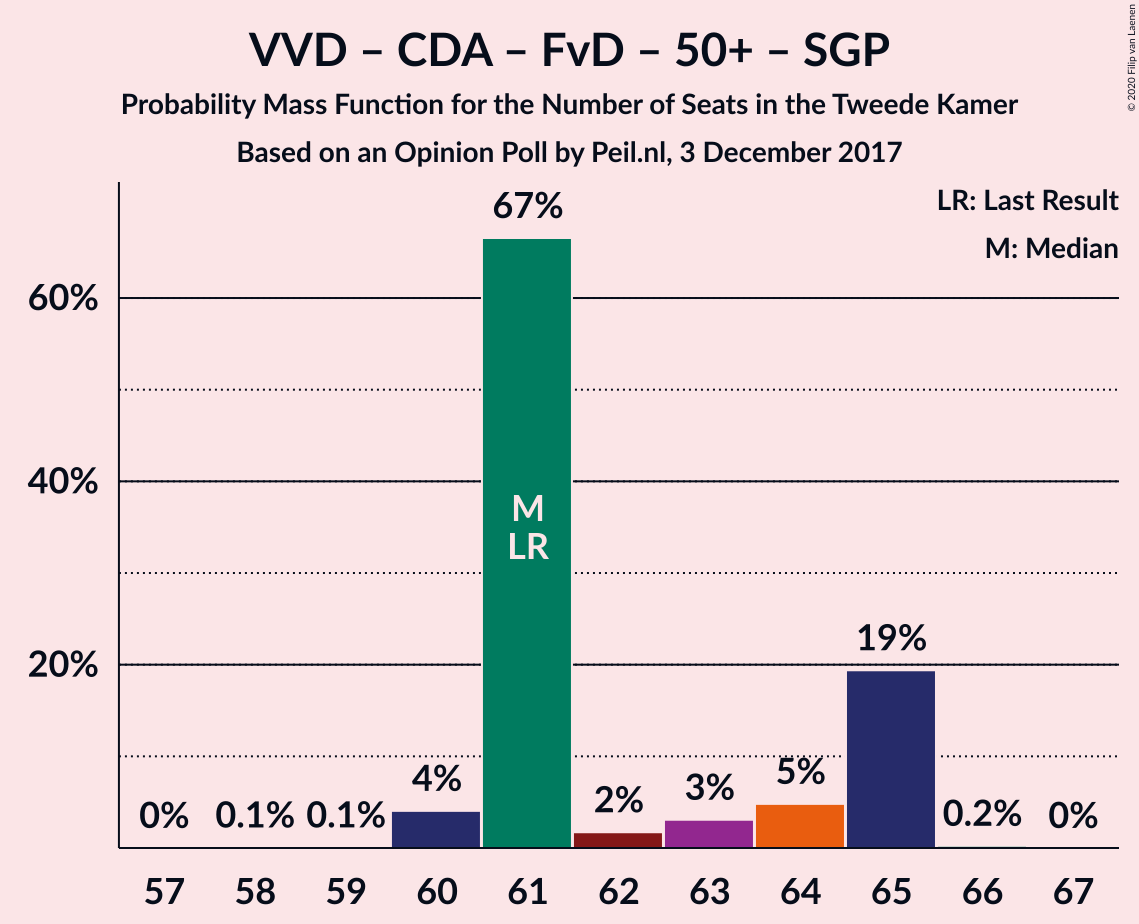 VVD – CDA – FvD – 50+ – SGP
Probability Mass Function for the Number of Seats in the Tweede Kamer
Based on an Opinion Poll by Peil.nl, 3 December 2017
© 2020 Filip van Laenen
LR: Last Result
M: Median
60%
40%
20%
0%
0.1%
0.1%
4%
67%
M
LR
2%
3%
5%
19%
0.2%
0%
57 58 59 60 61 62 63 64 65 66 67